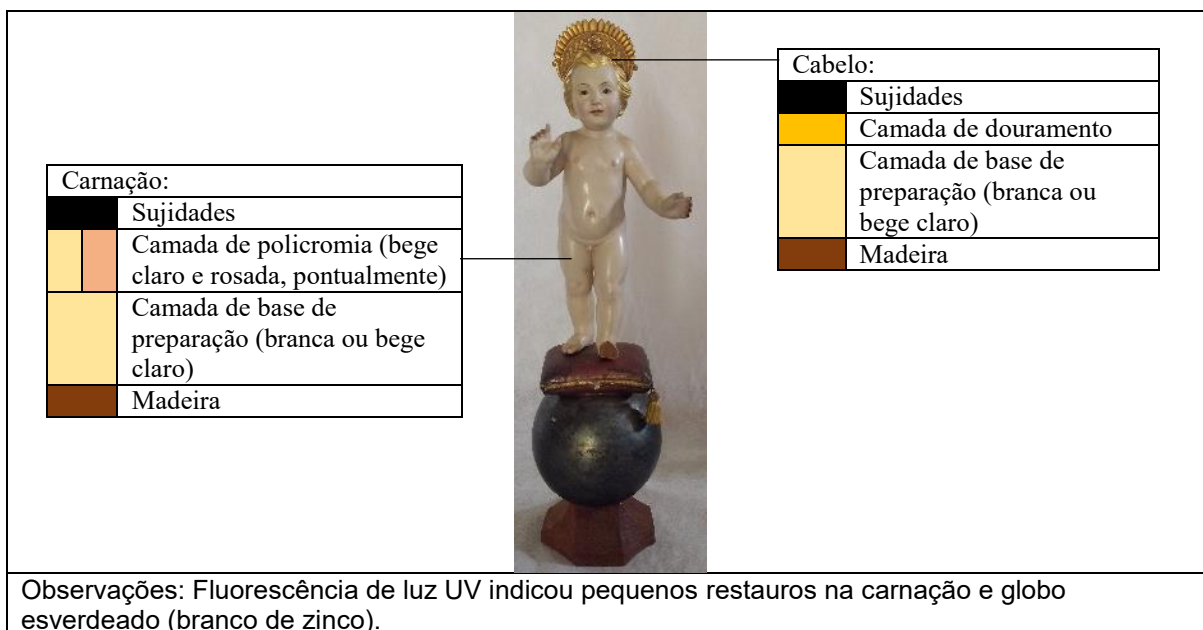 Cabelo:
Sujidades
Camada de douramento
Camada de base de
preparação (branca ou
bege claro)
Madeira
Carnação:
Sujidades
Camada de policromia (bege
claro e rosada, pontualmente)
Camada de base de
preparação (branca ou bege
claro)
Madeira
Observações: Fluorescência de luz UV indicou pequenos restauros na carnação e globo
esverdeado (branco de zinco).